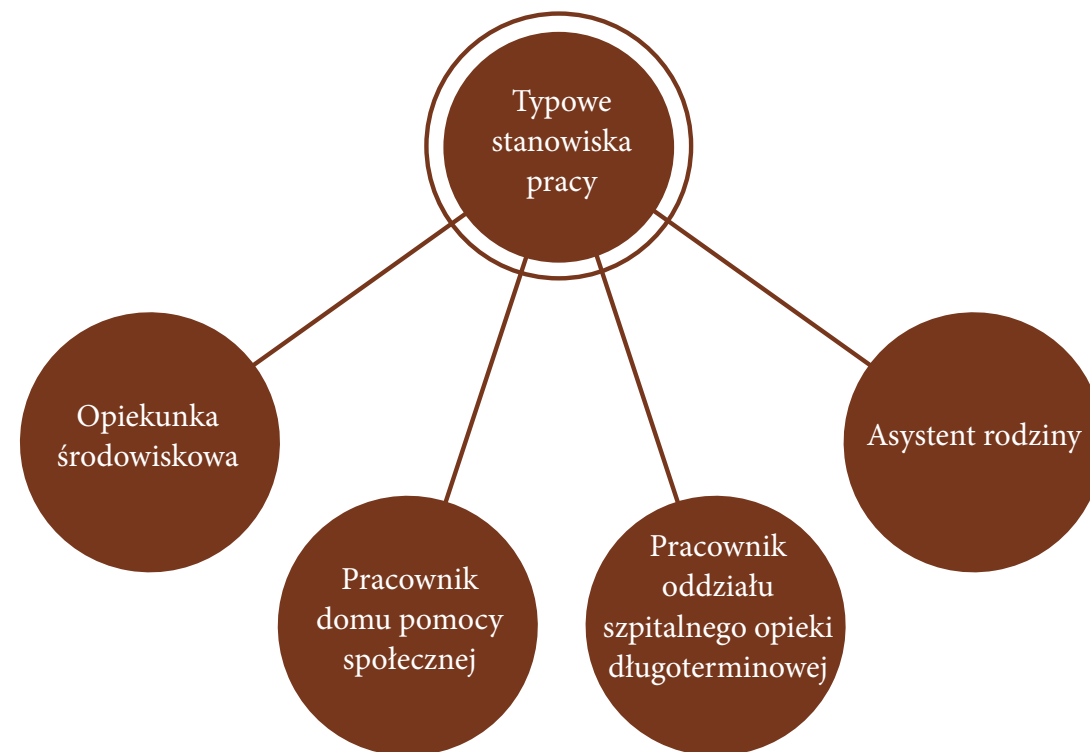 Typowe
stanowiska
pracy
Opiekunka
środowiskowa
Asystent rodziny
Pracownik
domu pomocy
społecznej
Pracownik
oddziału
szpitalnego opieki
długoterminowej